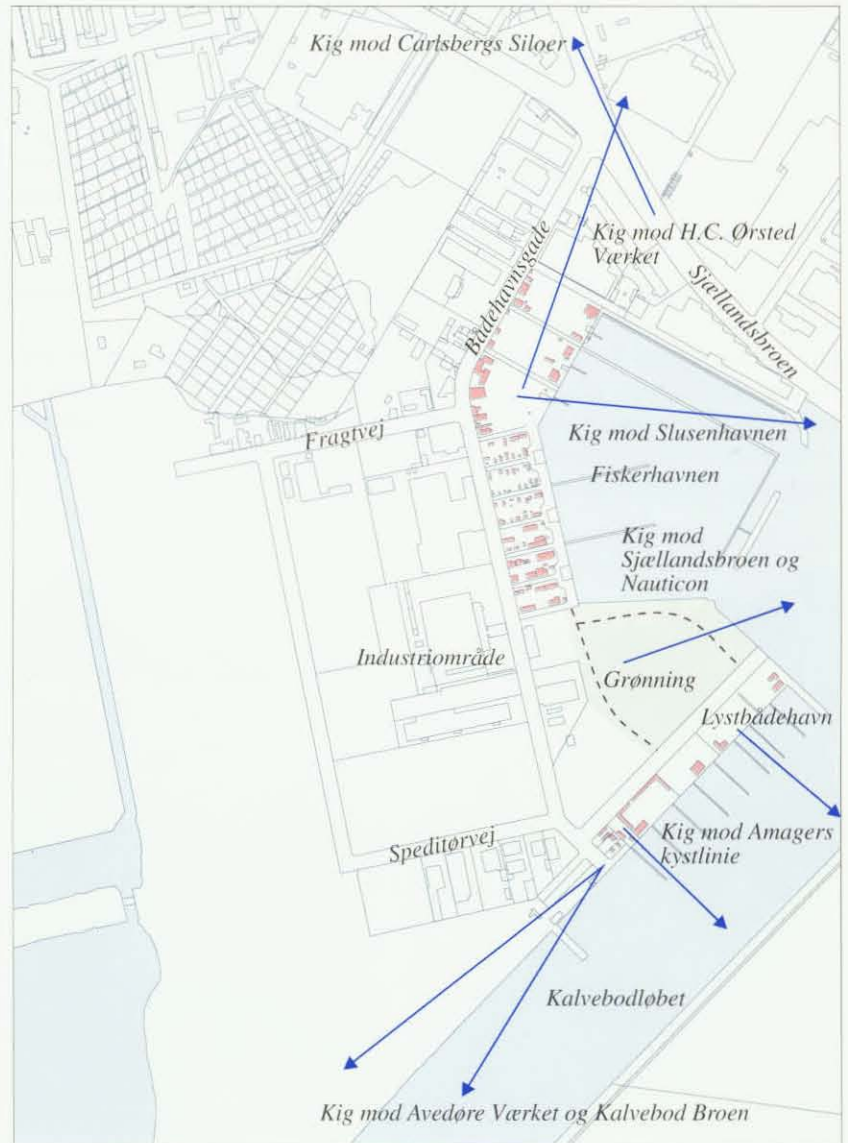 Kig mod Carlsbergs Siloer
Kig mod H.C. Ørsted
Værket
Sjællandsbroen
Bådehavnsgade
Fragtvej
Kig mod Slusenhavnen
Fiskerhavnen
Kig mod
Sjællandsbroen og
Nauticon
Industriområde
Grønning
Lystbådehavn
Speditørvej
Kig mod Amagers
kystlinie
Kalvebodløbet
Kig mod Avedøre Værket og Kalvebod Broen